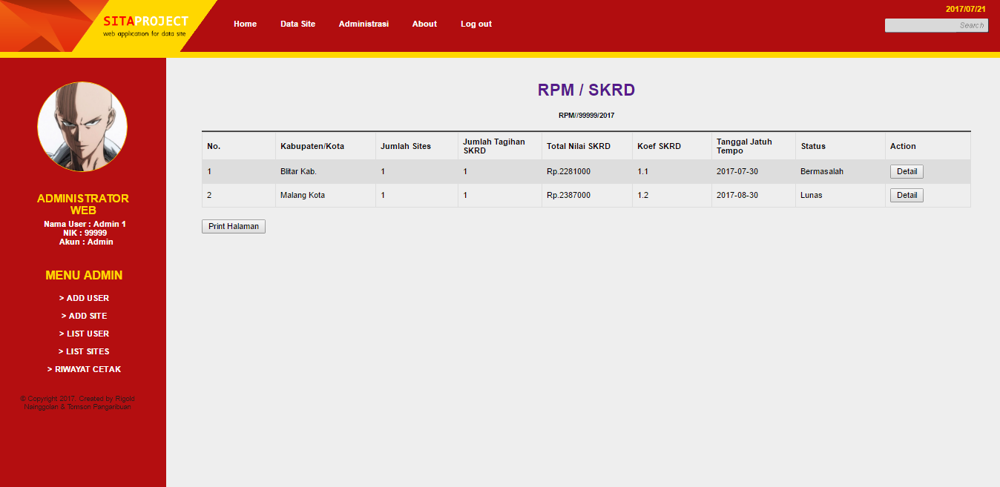 2017/07/21
SITAPROJECT
web application for data site
Home Data Site Administrasi About Log out
Search
ADMINISTRATOR
WEB
Nama User : Admin 1
NIK : 99999
Akun : Admin
MENU ADMIN
> ADD USER
> ADD SITE
> LIST USER
> LIST SITES
> RIWAYAT CETAK
© Copyright 2017. Created by Rigold
Nainggolan & Tomson Pangaribuan
RPM / SKRD
RPM//99999/2017
No. Kabupaten/Kota Jumlah Sites Jumlah Tagihan SKRD Total Nilai SKRD Koef SKRD Tanggal Jatuh Tempo Status Action
1 Blitar Kab. 1 1 Rp.2281000 1.1 2017-07-30 Bermasalah Detail
2 Malang Kota 1 1 Rp.2387000 1.2 2017-08-30 Lunas Detail
Print Halaman